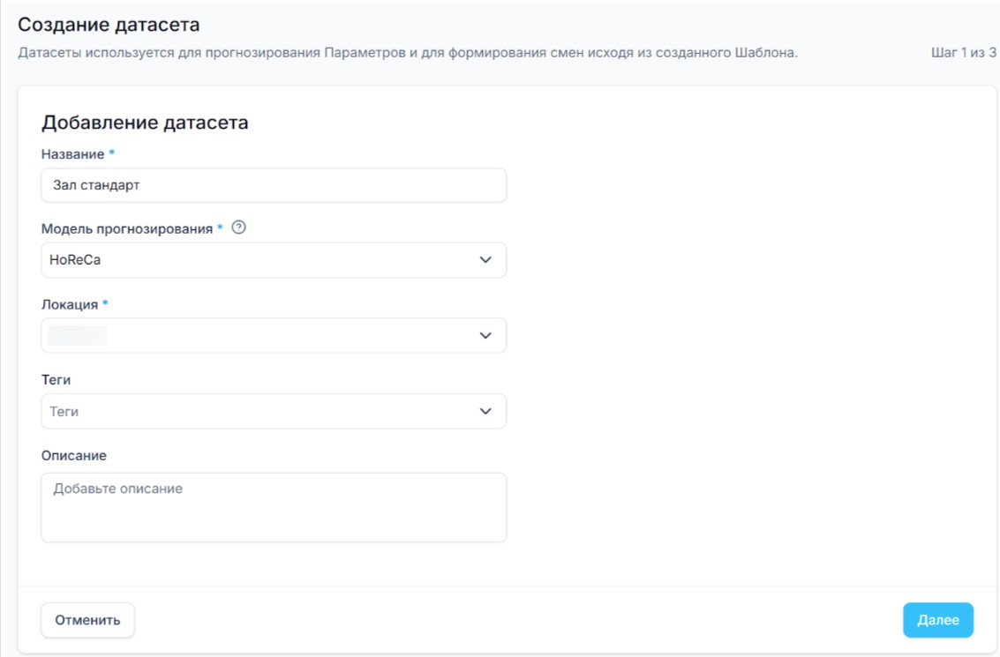 Создание датасета
Датасеты используется для прогнозирования Параметров и для формирования смен исходя из созданного Шаблона.
Шаг 1 из 3
Добавление датасета
Название *
Зал стандарт
Модель прогнозирования * ?
HoReCa
Локация *
Теги
Теги
Описание
Добавьте описание
Отменить
Далее